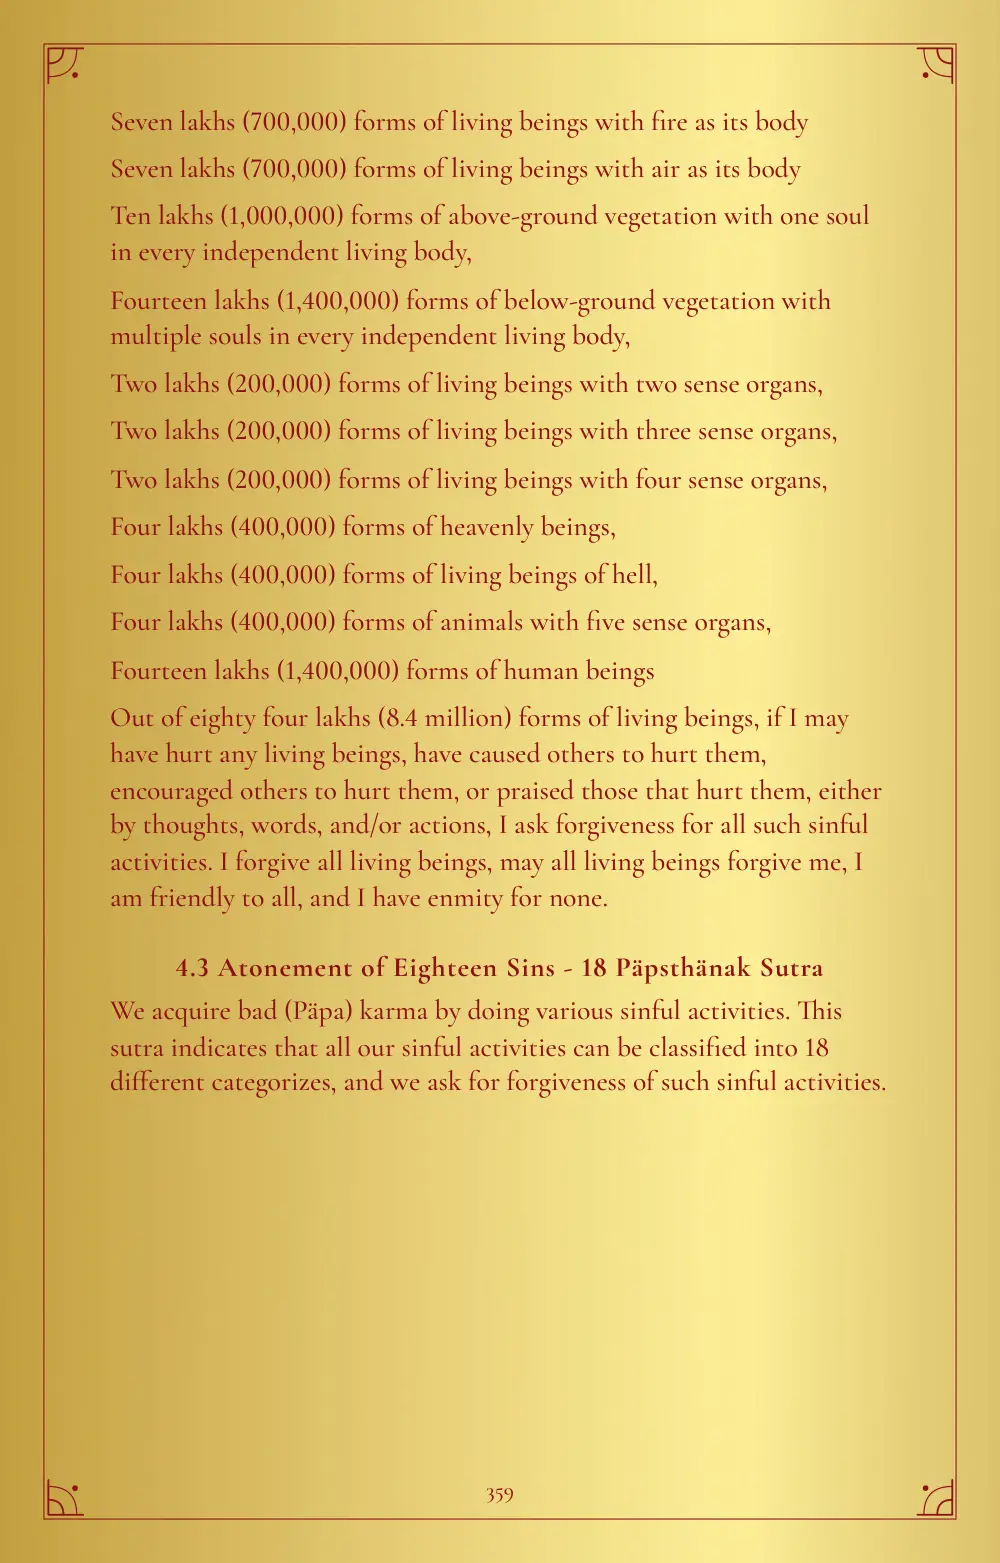 Seven lakhs (700,000) forms of living beings with fire as its body
Seven lakhs (700,000) forms of living beings with air as its body
Ten lakhs (1,000,000) forms of above-ground vegetation with one soul
in every independent living body,
Fourteen lakhs (1,400,000) forms of below-ground vegetation with
multiple souls in every independent living body,
Two lakhs (200,000) forms of living beings with two sense organs,
Two lakhs (200,000) forms of living beings with three sense organs,
Two lakhs (200,000) forms of living beings with four sense organs,
Four lakhs (400,000) forms of heavenly beings,
Four lakhs (400,000) forms of living beings of hell,
Four lakhs (400,000) forms of animals with five sense organs,
Fourteen lakhs (1,400,000) forms of human beings
Out of eighty four lakhs (8.4 million) forms of living beings, if I may
have hurt any living beings, have caused others to hurt them,
encouraged others to hurt them, or praised those that hurt them, either
by thoughts, words, and/or actions, I ask forgiveness for all such sinful
activities. I forgive all living beings, may all living beings forgive me, I
am friendly to all, and I have enmity for none.
4.3 Atonement of Eighteen Sins - 18 Päpsthänak Sutra
We acquire bad (Päpa) karma by doing various sinful activities. This
sutra indicates that all our sinful activities can be classified into 18
different categorizes, and we ask for forgiveness of such sinful activities.
359